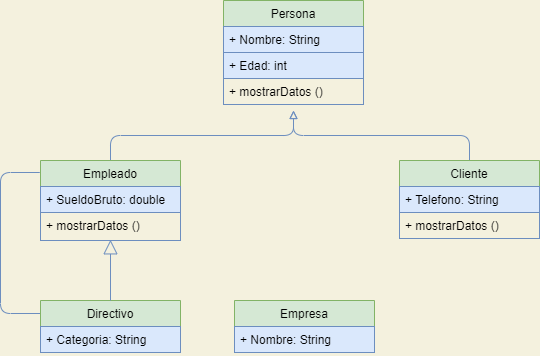 Persona
+ Nombre: String
+ Edad: int
+ mostrarDatos ()
Empleado
+ SueldoBruto: double
+ mostrarDatos ()
Cliente
+ Telefono: String
+ mostrarDatos ()
Directivo
+ Categoria: String
Empresa
+ Nombre: String